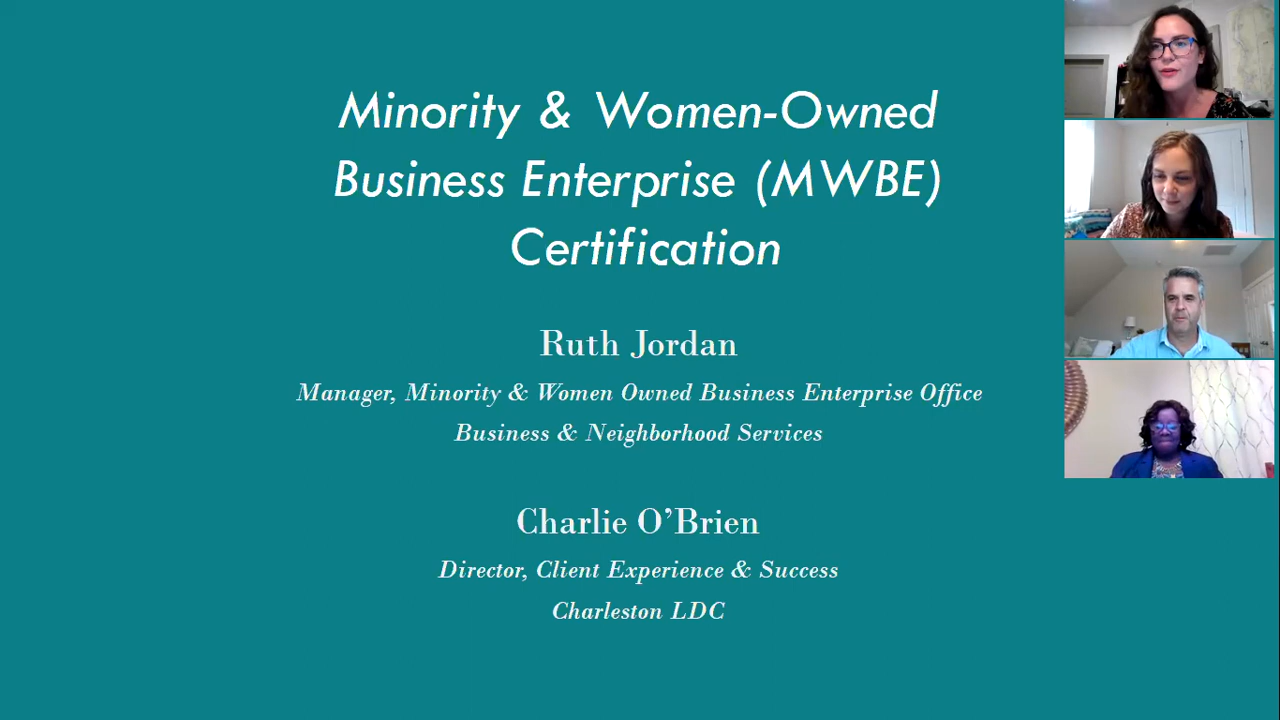 Minority & Women-Owned
Business Enterprise (MWBE)
Certification
Ruth Jordan
Manager, Minority & Women Owned Business Enterprise Office
Business & Neighborhood Services
Charlie O’Brien
Director, Client Experience & Success
Charleston LDC